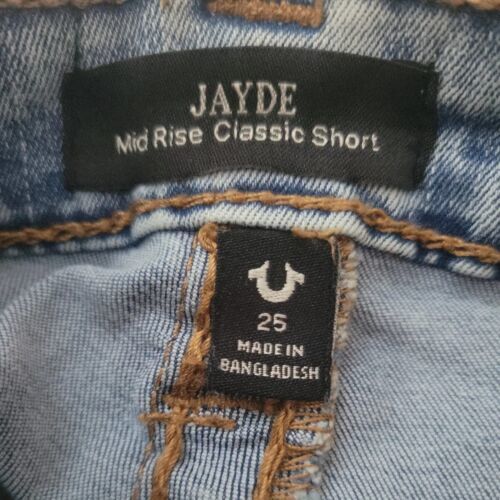 JAYDE
Mid Rise Classic Short
25
MADE IN
BANGLADESH